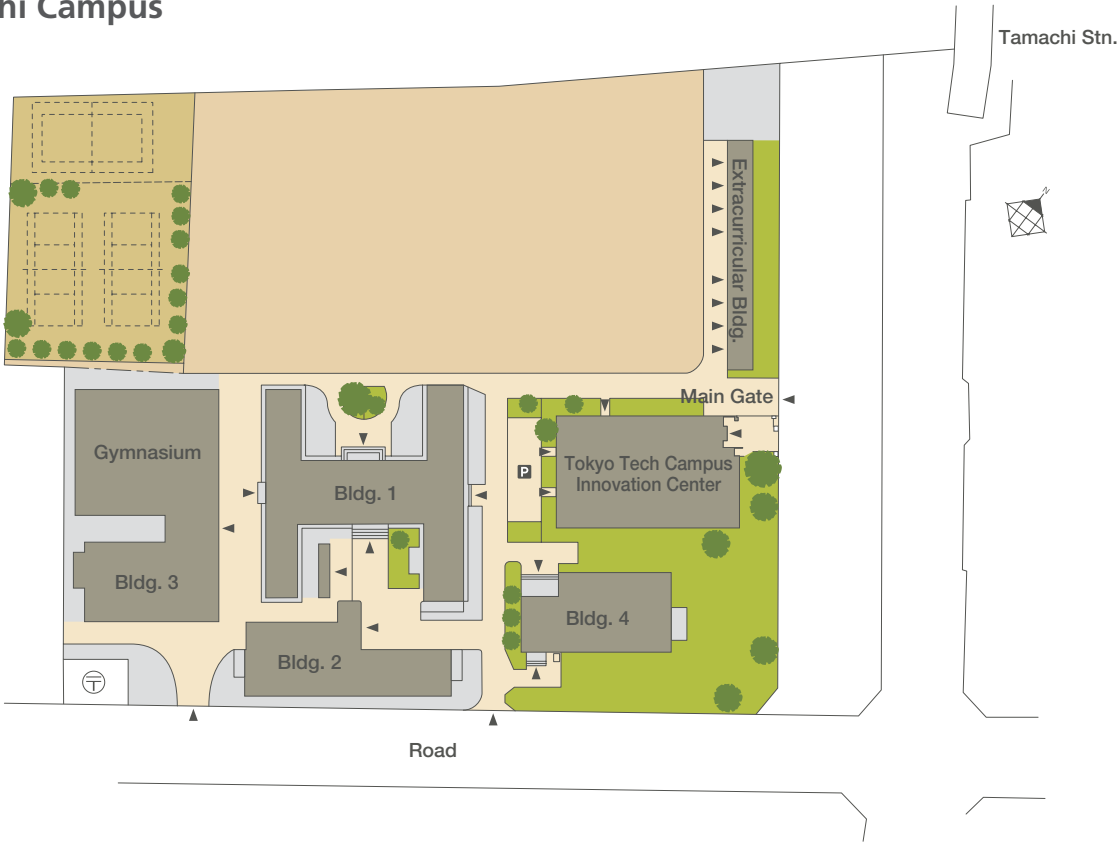 hi Campus
Tamachi Stn.
N
Extracurricular Bldg.
Main Gate
Gymnasium
Tokyo Tech Campus
Innovation Center
P
Bldg. 1
Bldg. 3
Bldg. 4
Bldg. 2
〒
Road